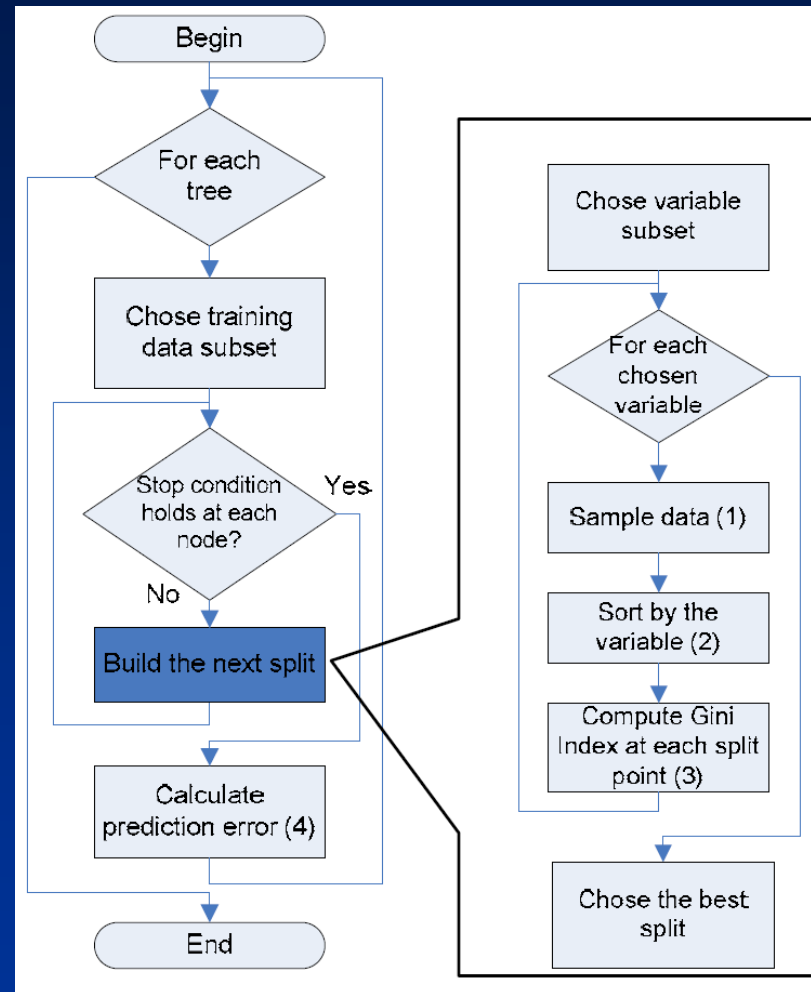 Begin
For each
tree
Chose training
data subset
Stop condition
holds at each
node?
Yes
No
Build the next split
Calculate
prediction error (4)
End
Chose variable
subset
For each
chosen
variable
Sample data (1)
Sort by the
variable (2)
Compute Gini
Index at each split
point (3)
Chose the best
split